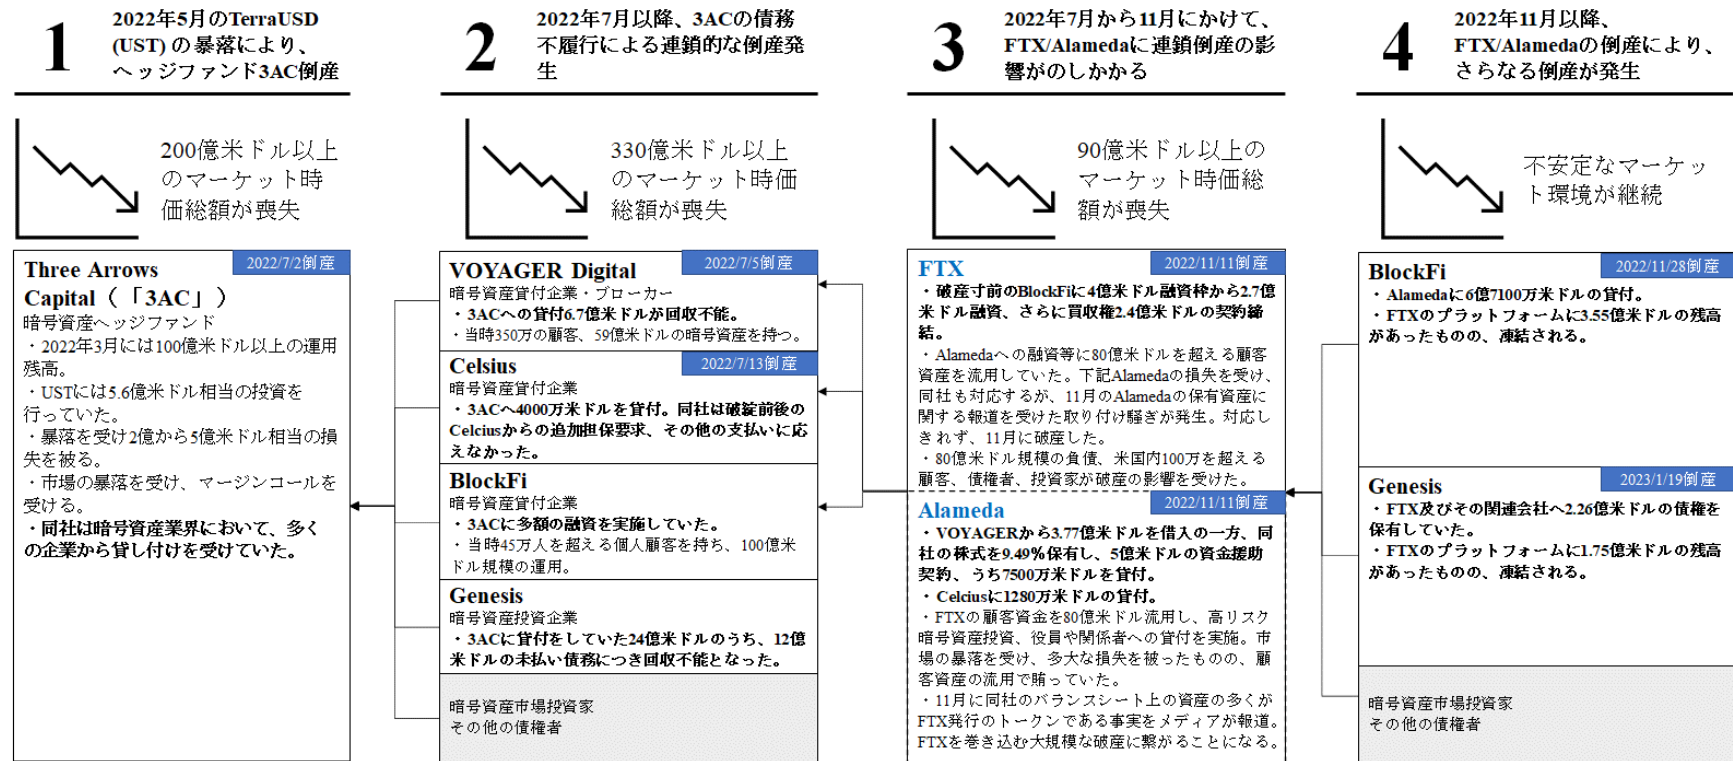 1
2022年5月のTerraUSD
(UST) の暴落により、
ヘッジファンド3AC倒産
200億米ドル以上
のマーケット時
価総額が喪失
2022/7/2倒産
Three Arrows
Capital（「3AC」）
暗号資産ヘッジファンド
・2022年3月には100億米ドル以上の運用
残高。
・USTには5.6億米ドル相当の投資を
行っていた。
・暴落を受け2億から5億米ドル相当の損
失を被る。
・市場の暴落を受け、マージンコールを
受ける。
・同社は暗号資産業界において、多く
の企業から貸し付けを受けていた。
2
2022年7月以降、3ACの債務
不履行による連鎖的な倒産発
生
330億米ドル以上
のマーケット時価
総額が喪失
2022/7/5倒産
VOYAGER Digital
暗号資産貸付企業・ブローカー
・3ACへの貸付6.7億米ドルが回収不能。
・当時350万の顧客、59億米ドルの暗号資産を持つ。
2022/7/13倒産
Celsius
暗号資産貸付企業
・3ACへ4000万米ドルを貸付。同社は破綻前後の
Celciusからの追加担保要求、その他の支払いに応
えなかった。
BlockFi
暗号資産貸付企業
・3ACに多額の融資を実施していた。
・当時45万人を超える個人顧客を持ち、100億米
ドル規模の運用。
Genesis
暗号資産投資企業
・3ACに貸付をしていた24億米ドルのうち、12億
米ドルの未払い債務につき回収不能となった。
暗号資産市場投資家
その他の債権者
3
2022年7月から11月にかけて、
FTX/Alamedaに連鎖倒産の影
響がのしかかる
90億米ドル以上の
マーケット時価総
額が喪失
2022/11/11倒産
FTX
・破産寸前のBlockFiに4億米ドル融資枠から2.7億
米ドル融資、さらに買収権2.4億米ドルの契約締
結。
・Alamedaへの融資等に80億米ドルを超える顧客
資産を流用していた。下記Alamedaの損失を受け、
同社も対応するが、11月のAlamedaの保有資産に
関する報道を受けた取り付け騒ぎが発生。対応し
きれず、11月に破産した。
・80億米ドル規模の負債、米国内100万を超える
顧客、債権者、投資家が破産の影響を受けた。
2022/11/11倒産
Alameda
・VOYAGERから3.77億米ドルを借入の一方、同
社の株式を9.49%保有し、5億米ドルの資金援助
契約、うち7500万米ドルを貸付。
・Celciusに1280万米ドルの貸付。
・FTXの顧客資金を80億米ドル流用し、高リスク
暗号資産投資、役員や関係者への貸付を実施。市
場の暴落を受け、多大な損失を被ったものの、顧
客資産の流用で賄っていた。
・11月に同社のバランスシート上の資産の多くが
FTX発行のトークンである事実をメディアが報道。
FTXを巻き込む大規模な破産に繋がることになる。
4
2022年11月以降、
FTX/Alamedaの倒産により、
さらなる倒産が発生
不安定なマーケッ
ト環境が継続
2022/11/28倒産
BlockFi
・Alamedaに6億7100万米ドルの貸付。
・FTXのプラットフォームに3.55億米ドルの残高
があったものの、凍結される。
2023/1/19倒産
Genesis
・FTX及びその関連会社へ2.26億米ドルの債権を
保有していた。
・FTXのプラットフォームに1.75億米ドルの残高
があったものの、凍結される。
暗号資産市場投資家
その他の債権者